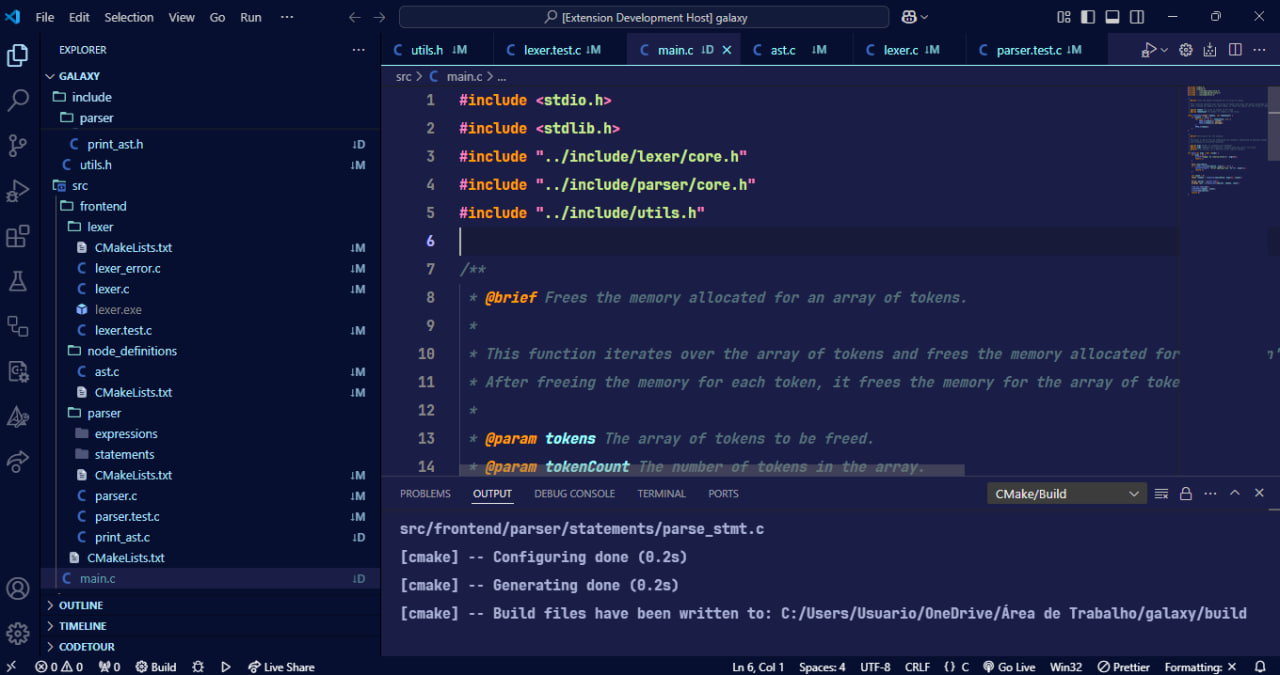 File Edit Selection View Go Run ··· [Extension Development Host] galaxy
EXPLORER ···
GALAXY
include
parser
print_ast.h ↓D
utils.h ↓M
src
frontend
lexer
CMakeLists.txt ↓M
lexer_error.c ↓M
lexer.c ↓M
lexer.exe
lexer.test.c ↓M
node_definitions
ast.c ↓M
CMakeLists.txt ↓M
parser
expressions
statements
CMakeLists.txt ↓M
parser.c ↓M
parser.test.c ↓M
print_ast.c ↓D
CMakeLists.txt
main.c ↓D
OUTLINE
TIMELINE
CODETOUR
C utils.h ↓M C lexer.test.c ↓M C main.c ↓D C ast.c ↓M C lexer.c ↓M C parser.test.c ↓M
src > C main.c > ...
1 #include <stdio.h>
2 #include <stdlib.h>
3 #include "../include/lexer/core.h"
4 #include "../include/parser/core.h"
5 #include "../include/utils.h"
6
7 /**
8 * @brief Frees the memory allocated for an array of tokens.
9 *
10 * This function iterates over the array of tokens and frees the memory allocated for
11 * After freeing the memory for each token, it frees the memory for the array of toke
12 *
13 * @param tokens The array of tokens to be freed.
14 * @param tokenCount The number of tokens in the array.
PROBLEMS OUTPUT DEBUG CONSOLE TERMINAL PORTS CMake/Build
src/frontend/parser/statements/parse_stmt.c
[cmake] -- Configuring done (0.2s)
[cmake] -- Generating done (0.2s)
[cmake] -- Build files have been written to: C:/Users/Usuario/OneDrive/Área de Trabalho/galaxy/build
0 0 0 Build Live Share Ln 6, Col 1 Spaces: 4 UTF-8 CRLF {} C Go Live Win32 Prettier Formatting: ✕